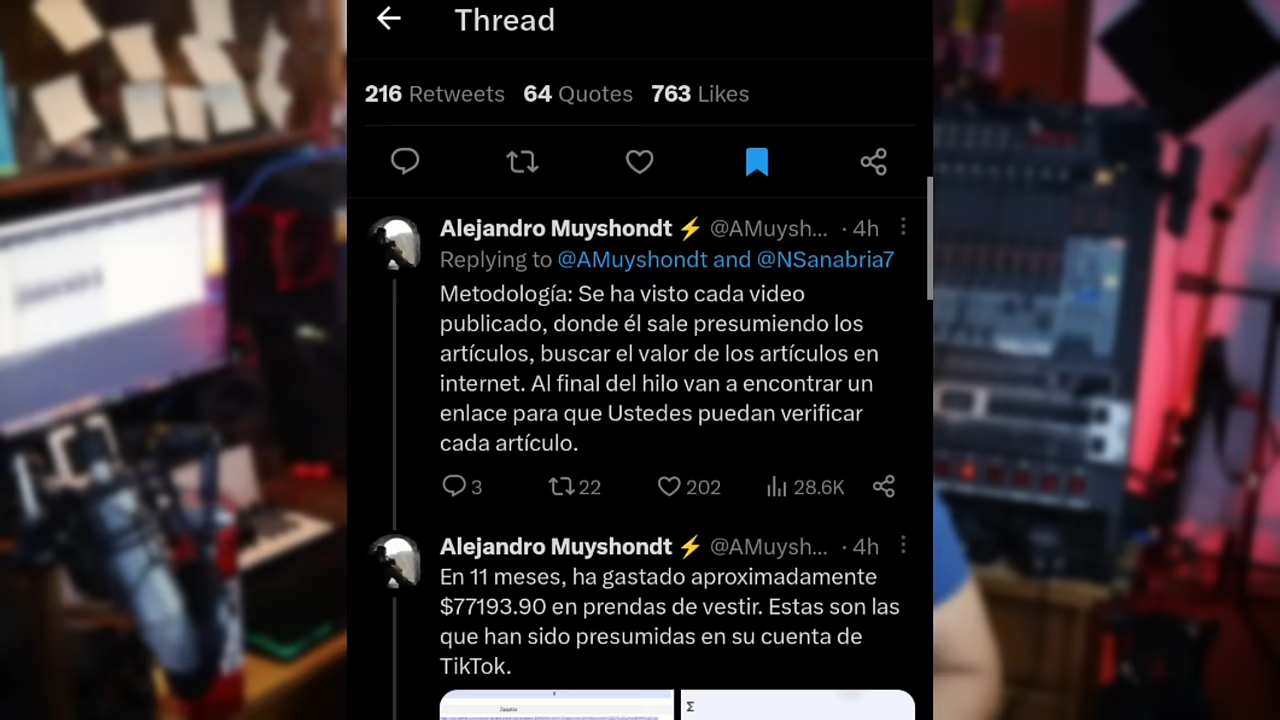 Thread
216 Retweets 64 Quotes 763 Likes
Alejandro Muyshondt⚡ @AMuysh... · 4h
Replying to @AMuyshondt and @NSanabria7
Metodología: Se ha visto cada video
publicado, donde él sale presumiendo los
artículos, buscar el valor de los artículos en
internet. Al final del hilo van a encontrar un
enlace para que Ustedes puedan verificar
cada artículo.
3 22 202 28.6K
Alejandro Muyshondt⚡ @AMuysh... · 4h
En 11 meses, ha gastado aproximadamente
$77193.90 en prendas de vestir. Estas son las
que han sido presumidas en su cuenta de
TikTok.
Σ